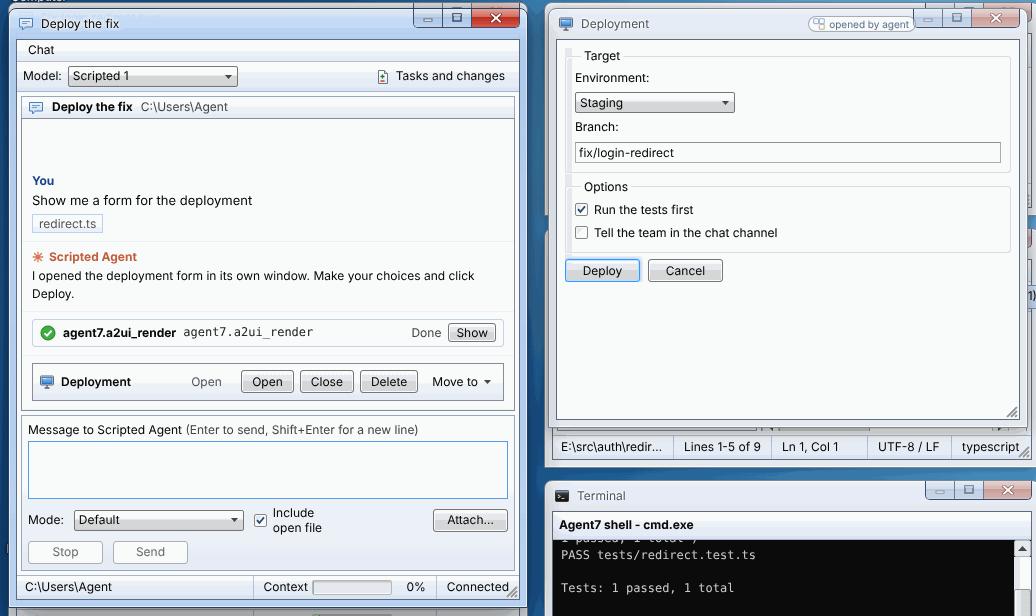 Deploy the fix
Chat
Model: Scripted 1
Tasks and changes
Deploy the fix C:\Users\Agent
You
Show me a form for the deployment
redirect.ts
Scripted Agent
I opened the deployment form in its own window. Make your choices and click
Deploy.
agent7.a2ui_render agent7.a2ui_render Done Show
Deployment Open Open Close Delete Move to
Message to Scripted Agent (Enter to send, Shift+Enter for a new line)
Mode: Default
Include
open file
Attach...
Stop Send
C:\Users\Agent Context 0% Connected
Deployment opened by agent
Target
Environment:
Staging
Branch:
fix/login-redirect
Options
Run the tests first
Tell the team in the chat channel
Deploy Cancel
E:\src\auth\redir... Lines 1-5 of 9 Ln 1, Col 1 UTF-8 / LF typescript
Terminal
Agent7 shell - cmd.exe
PASS tests/redirect.test.ts
Tests: 1 passed, 1 total